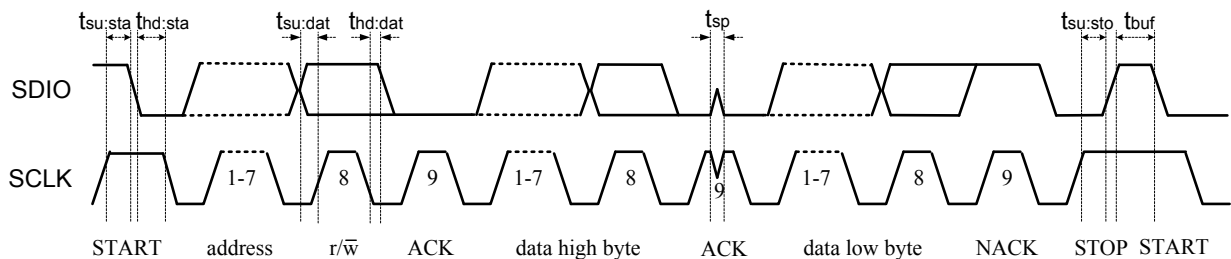 tsu:sta thd:sta tsu:dat thd:dat tsp tsu:sto tbuf
SDIO
SCLK 1-7 8 9 1-7 8 9 1-7 8 9
START address r/w̅ ACK data high byte ACK data low byte NACK STOP START